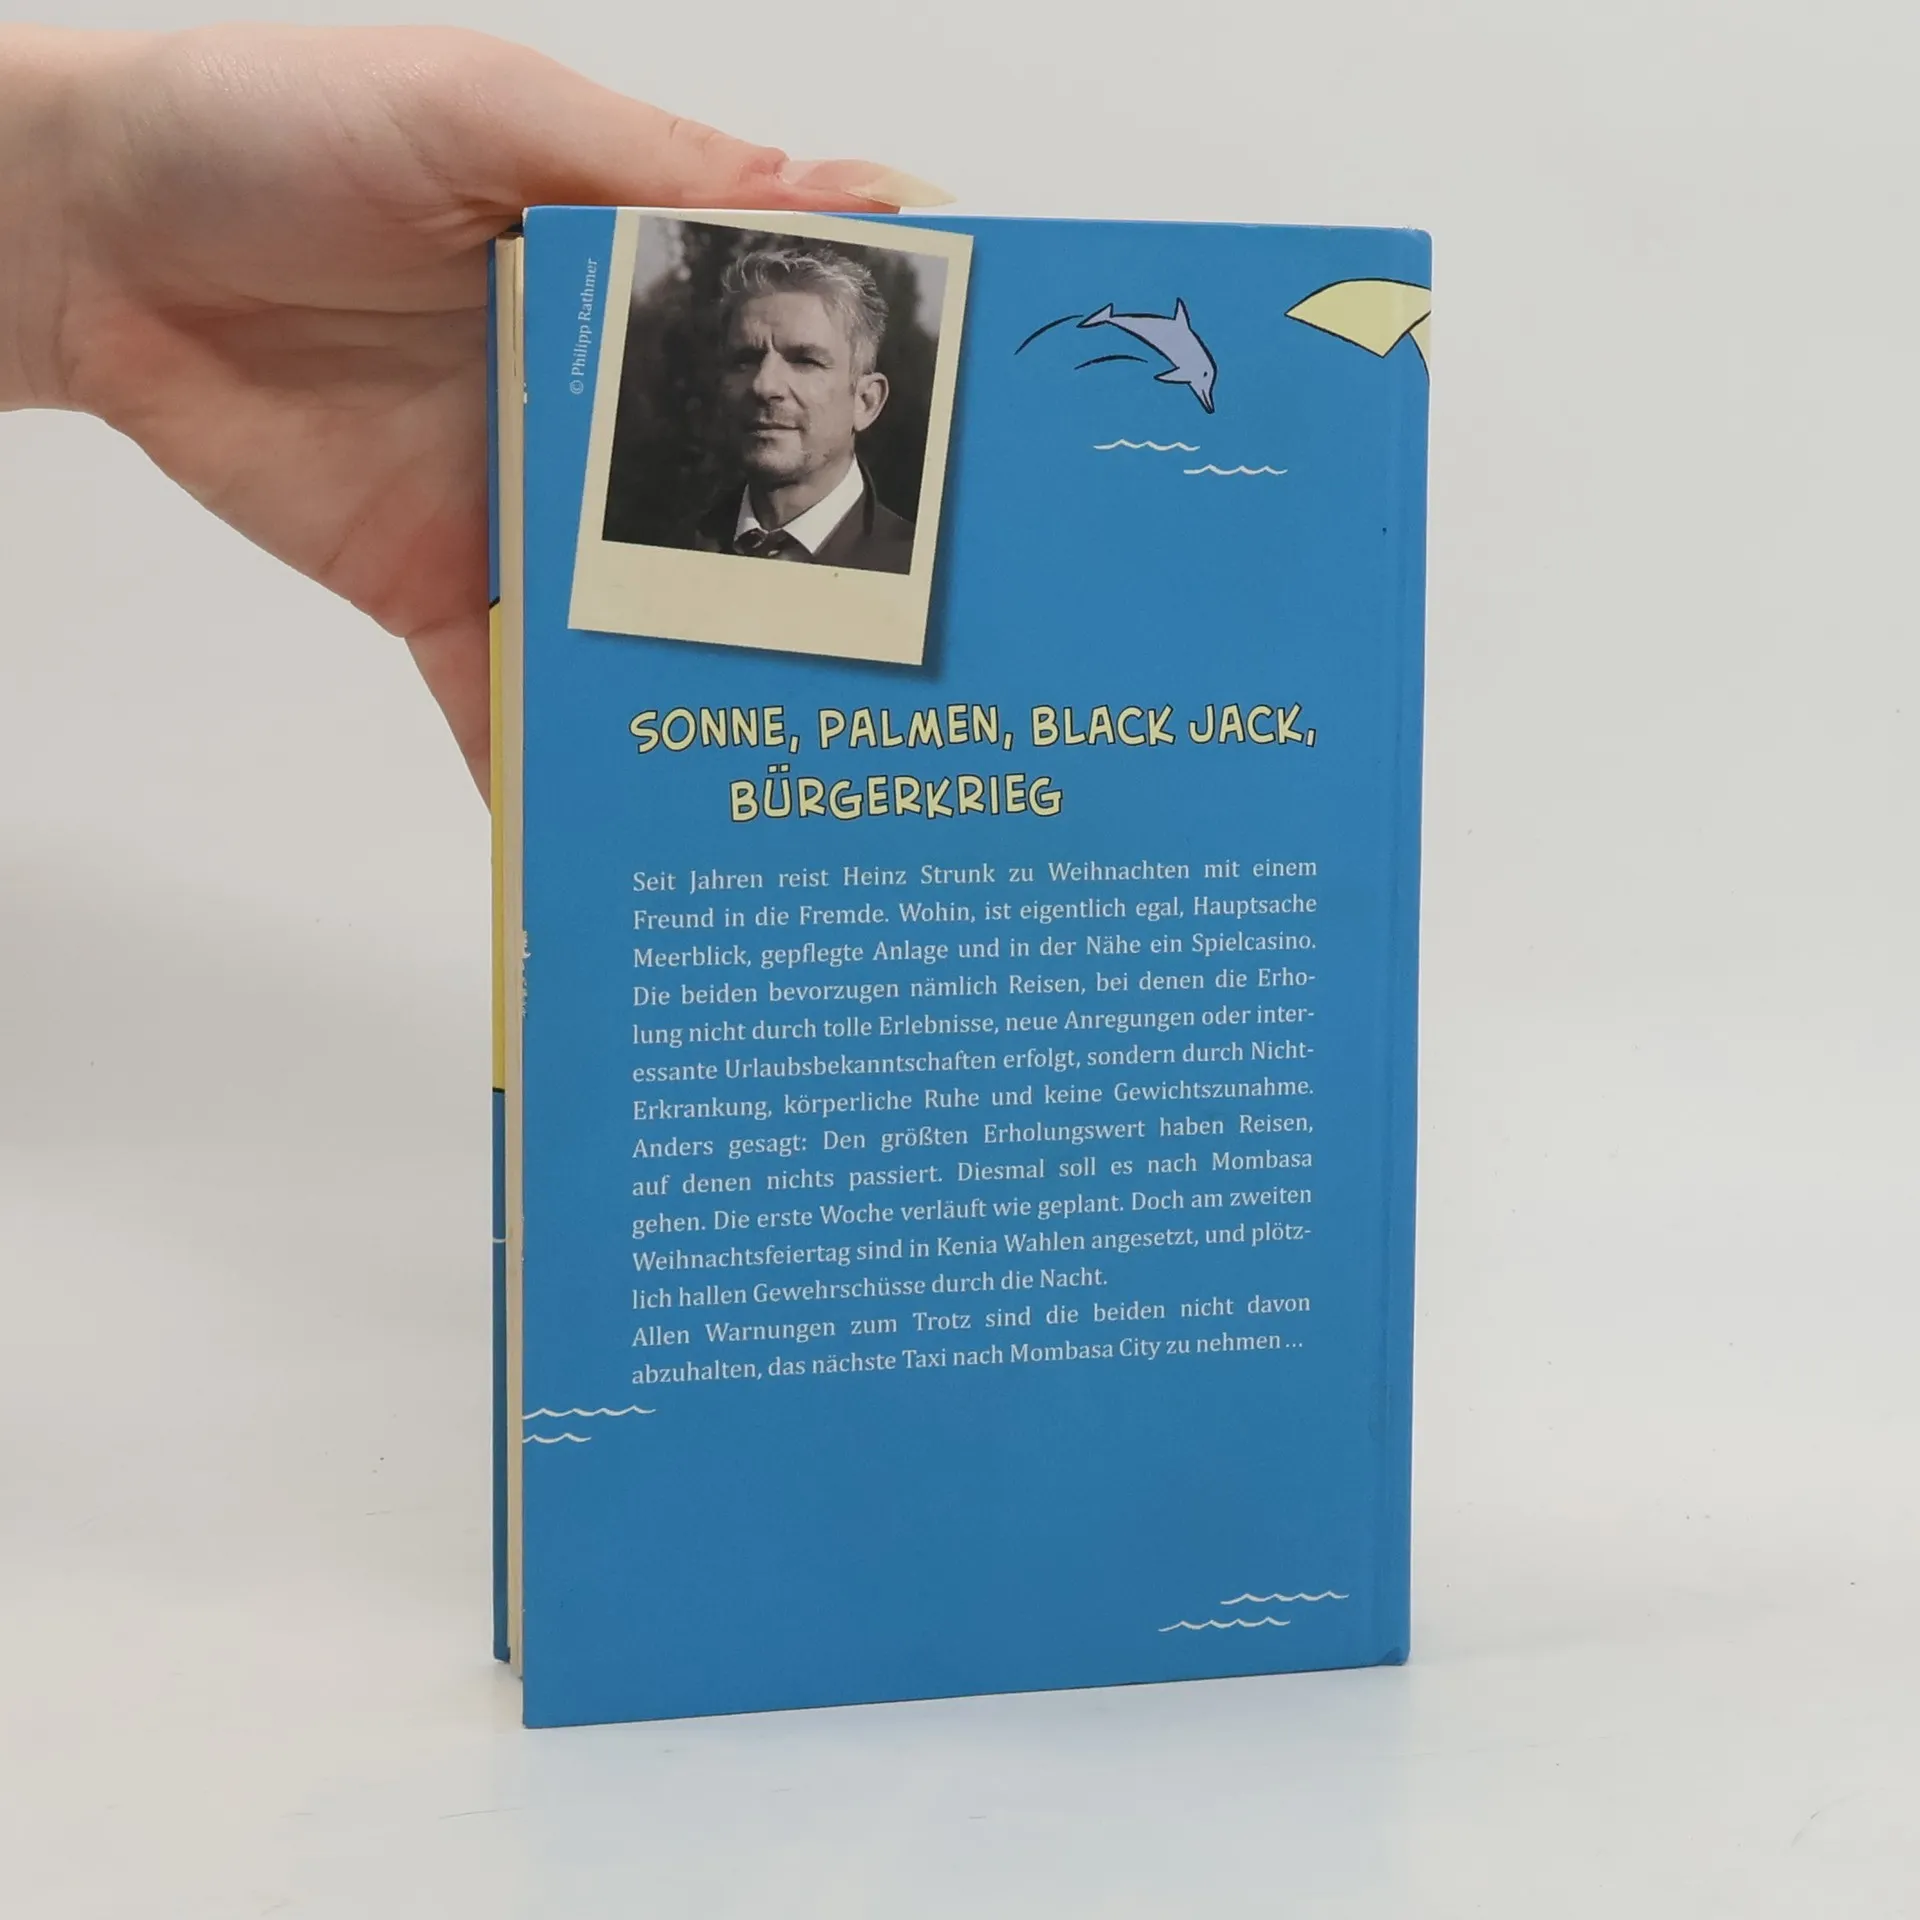 © Philipp Rathmer
SONNE, PALMEN, BLACK JACK,
BÜRGERKRIEG
Seit Jahren reist Heinz Strunk zu Weihnachten mit einem
Freund in die Fremde. Wohin, ist eigentlich egal, Hauptsache
Meerblick, gepflegte Anlage und in der Nähe ein Spielcasino.
Die beiden bevorzugen nämlich Reisen, bei denen die Erho-
lung nicht durch tolle Erlebnisse, neue Anregungen oder inter-
essante Urlaubsbekanntschaften erfolgt, sondern durch Nicht-
Erkrankung, körperliche Ruhe und keine Gewichtszunahme.
Anders gesagt: Den größten Erholungswert haben Reisen,
auf denen nichts passiert. Diesmal soll es nach Mombasa
gehen. Die erste Woche verläuft wie geplant. Doch am zweiten
Weihnachtsfeiertag sind in Kenia Wahlen angesetzt, und plötz-
lich hallen Gewehrschüsse durch die Nacht.
Allen Warnungen zum Trotz sind die beiden nicht davon
abzuhalten, das nächste Taxi nach Mombasa City zu nehmen ...